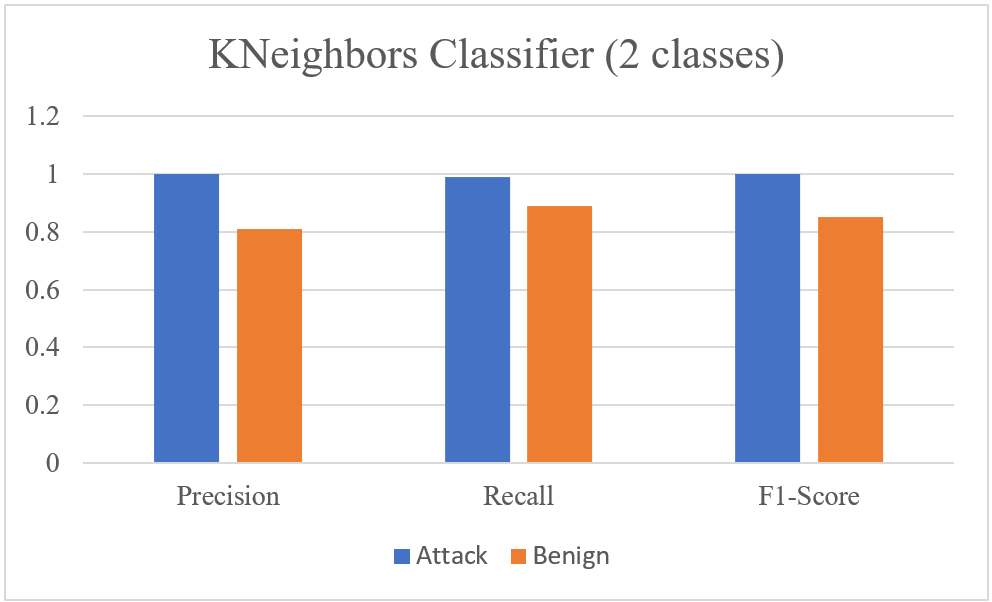 KNeighbors Classifier (2 classes)
1.2
1
0.8
0.6
0.4
0.2
0
Precision Recall F1-Score
Attack Benign